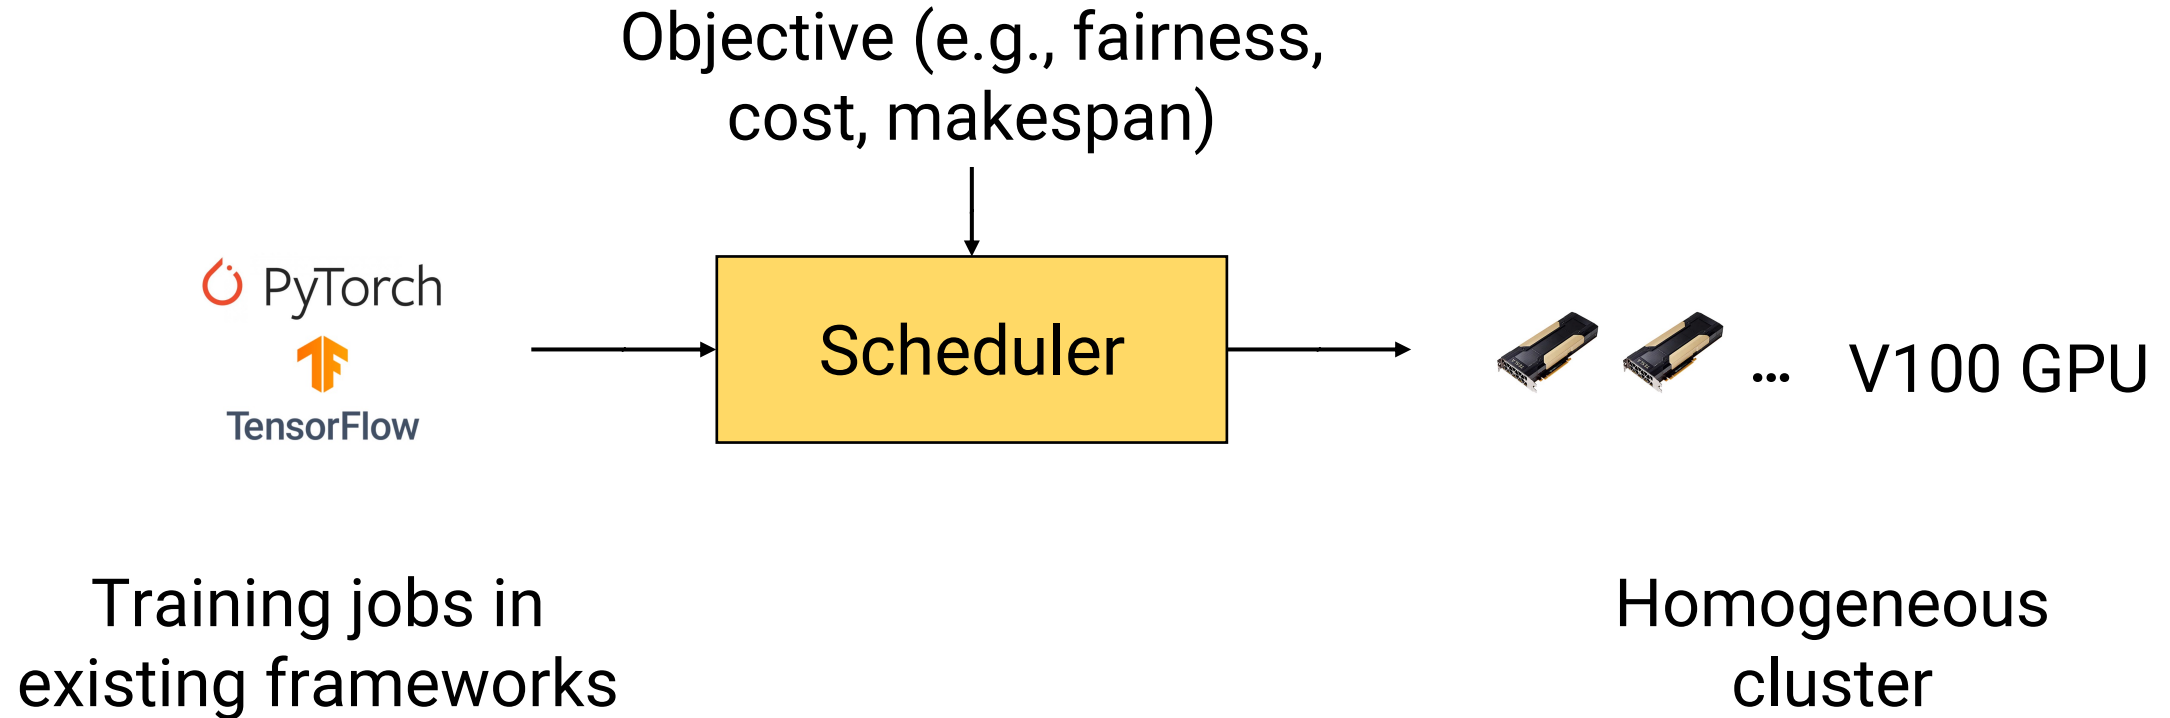 Objective (e.g., fairness,
cost, makespan)
PyTorch
TensorFlow
Scheduler
... V100 GPU
Training jobs in
existing frameworks
Homogeneous
cluster